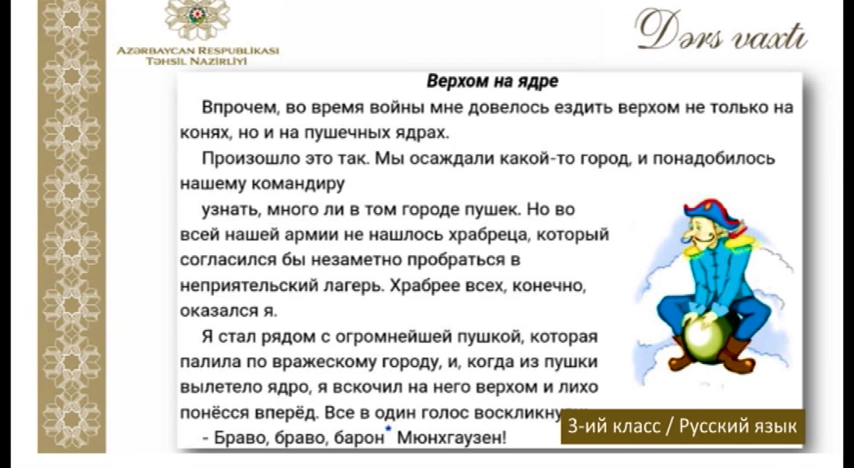 AZƏRBAYCAN RESPUBLİKASI
TƏHSİL NAZİRLİYİ
Dərs vaxtı
Верхом на ядре
Впрочем, во время войны мне довелось ездить верхом не только на
конях, но и на пушечных ядрах.
Произошло это так. Мы осаждали какой-то город, и понадобилось
нашему командиру
узнать, много ли в том городе пушек. Но во
всей нашей армии не нашлось храбреца, который
согласился бы незаметно пробраться в
неприятельский лагерь. Храбрее всех, конечно,
оказался я.
Я стал рядом с огромнейшей пушкой, которая
палила по вражескому городу, и, когда из пушки
вылетело ядро, я вскочил на него верхом и лихо
понёсся вперёд. Все в один голос
- Браво, браво, барон* Мюнхгаузен!
3-ий класс / Русский язык